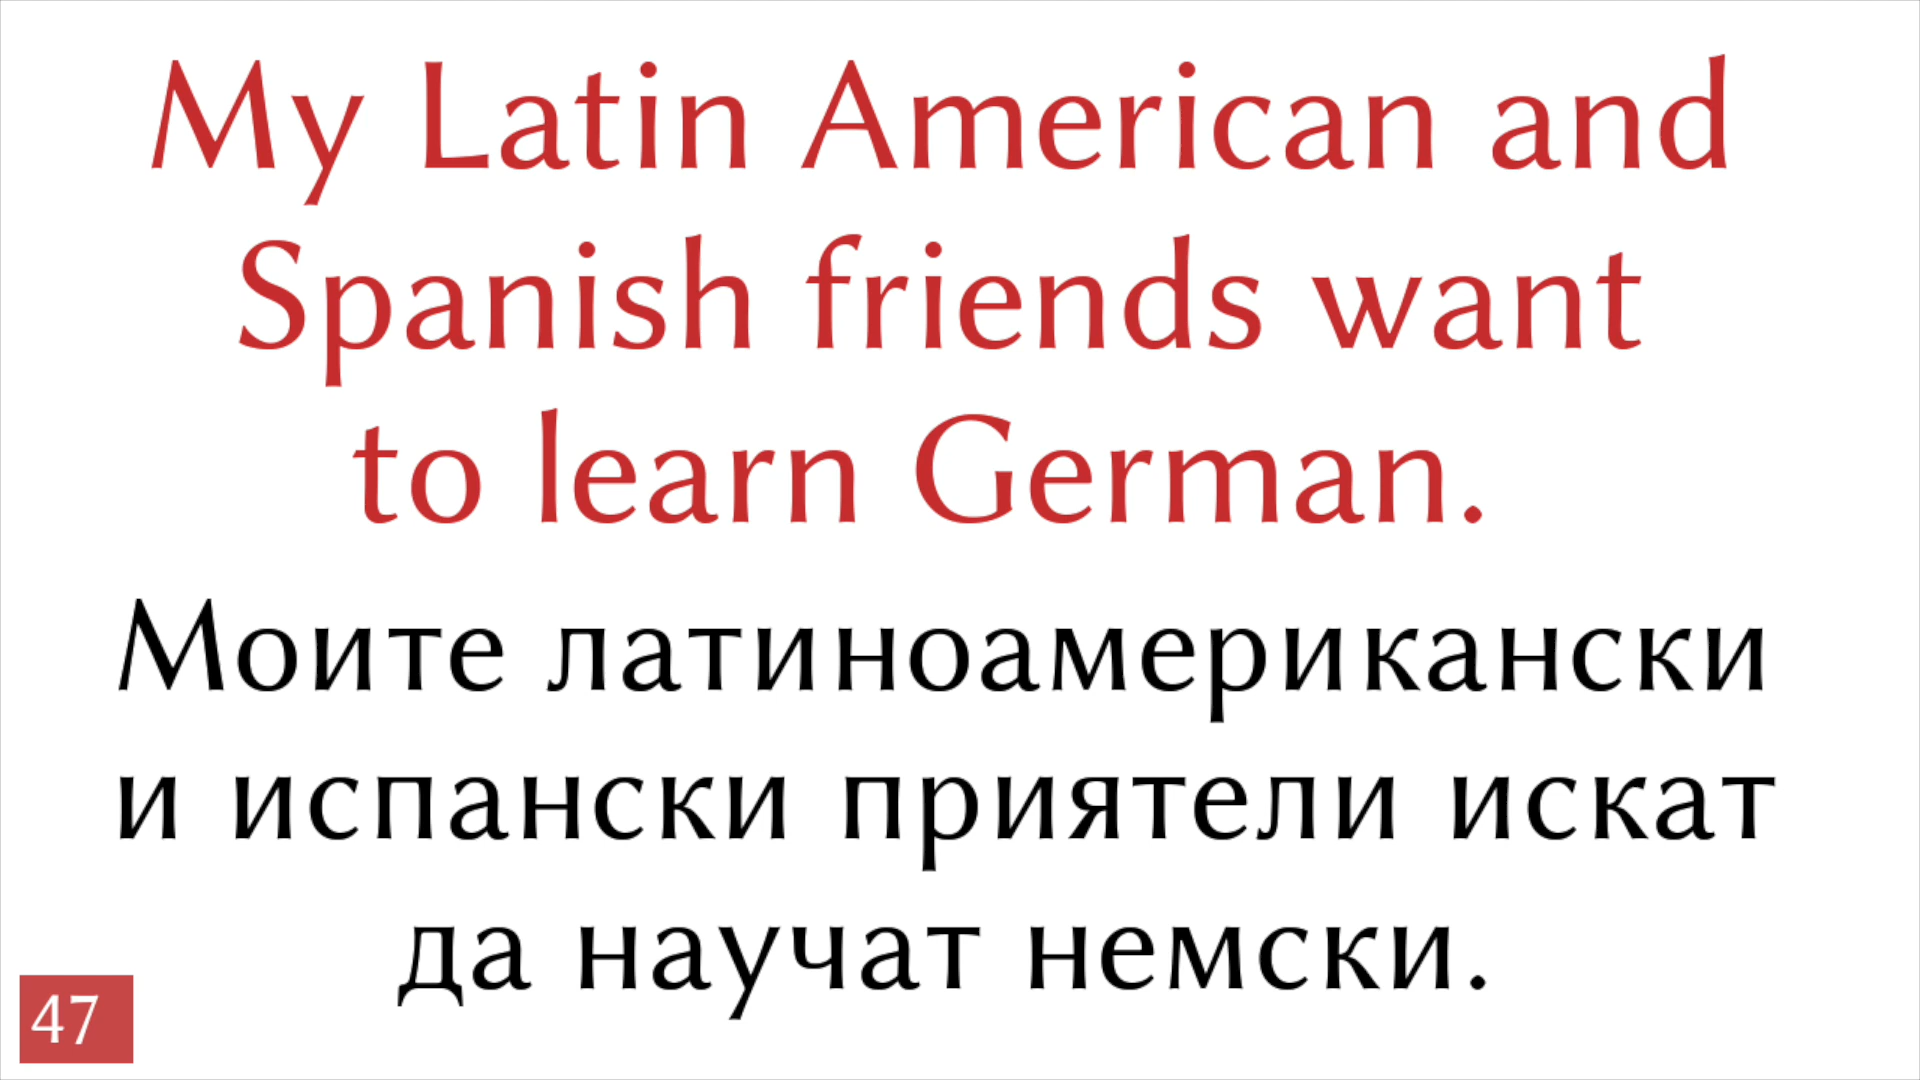 My Latin American and
Spanish friends want
to learn German.
Моите латиноамерикански
и испански приятели искат
да научат немски.
47